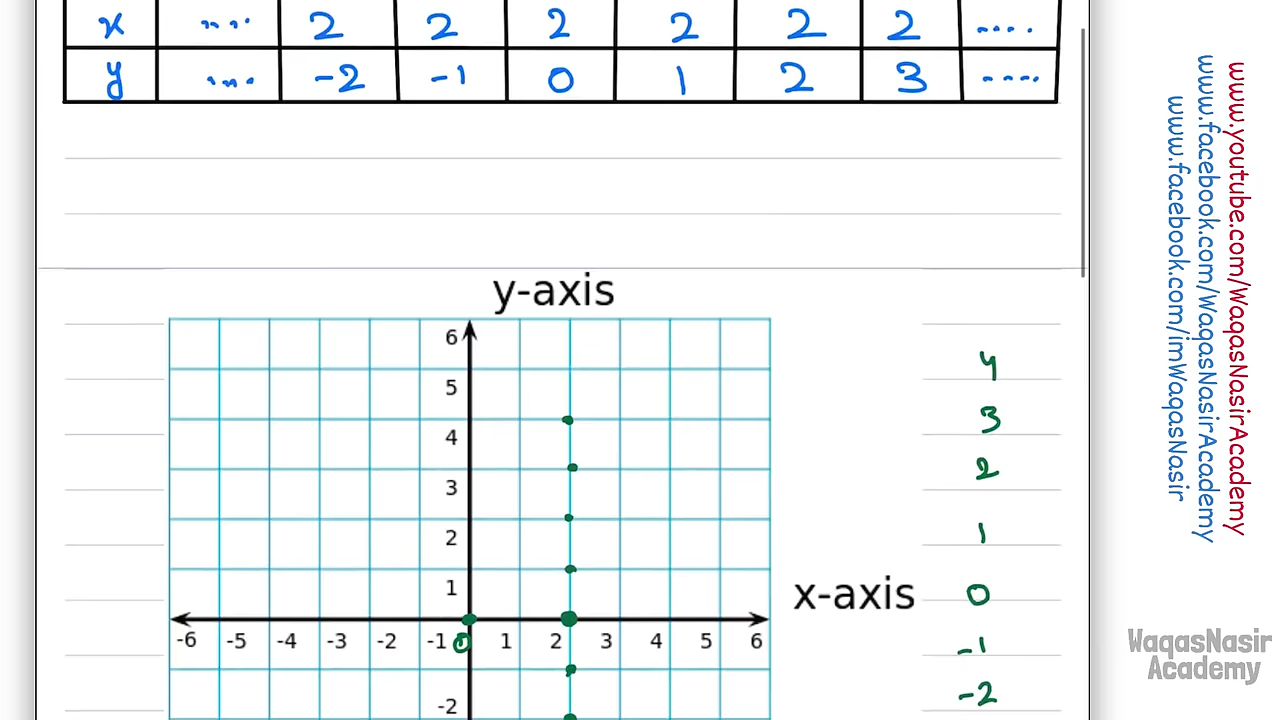 x .... 2 2 2 2 2 2 ....
y .... -2 -1 0 1 2 3 ....
y-axis
6
5
4
3
2
1
x-axis
-6 -5 -4 -3 -2 -1 0 1 2 3 4 5 6
-2
4
3
2
1
0
-1
-2
www.youtube.com/WaqasNasirAcademy
www.facebook.com/WaqasNasirAcademy
www.facebook.com/imWaqasNasir
WaqasNasir
Academy